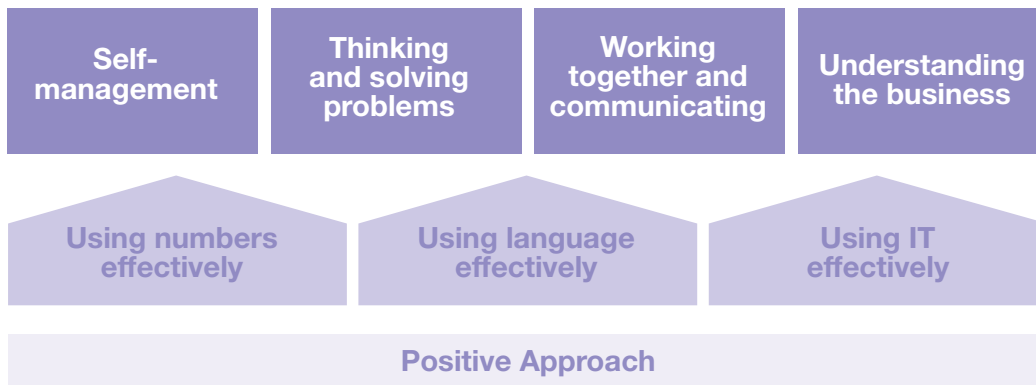 Self-
management
Thinking
and solving
problems
Working
together and
communicating
Understanding
the business
Using numbers
effectively
Using language
effectively
Using IT
effectively
Positive Approach